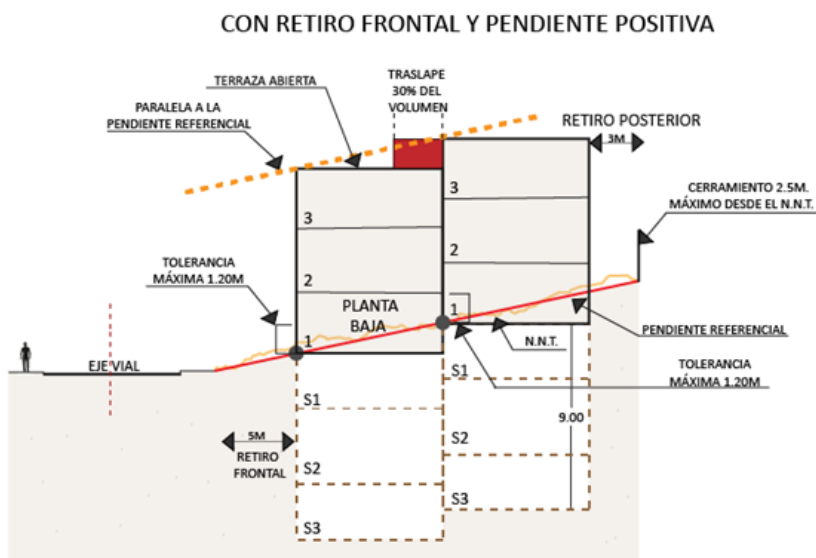 CON RETIRO FRONTAL Y PENDIENTE POSITIVA
TERRAZA ABIERTA
TRASLAPE
30% DEL
VOLUMEN
PARALELA A LA
PENDIENTE REFERENCIAL
RETIRO POSTERIOR
3M
CERRAMIENTO 2.5M.
MÁXIMO DESDE EL N.N.T.
3
3
2
2
TOLERANCIA
MÁXIMA 1.20M
PLANTA
BAJA
1
1
PENDIENTE REFERENCIAL
N.N.T.
EJE VIAL
TOLERANCIA
MÁXIMA 1.20M
S1
S1
9.00
5M
RETIRO
FRONTAL
S2
S2
S3
S3